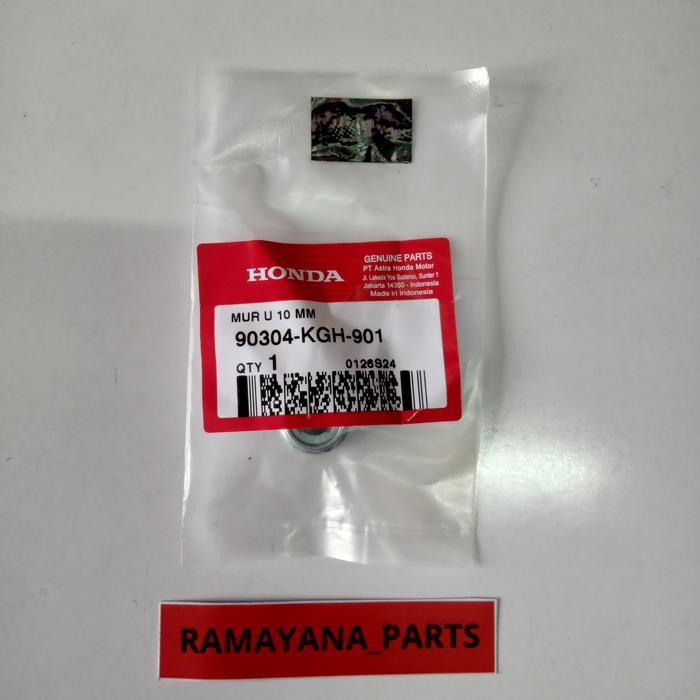 HONDA
GENUINE PARTS
PT Astra Honda Motor
Jl. Laksda Yos Sudarso, Sunter 1
Jakarta 14350 - Indonesia
Made in Indonesia
MUR U 10 MM
90304-KGH-901
QTY 1
0126S24
RAMAYANA_PARTS